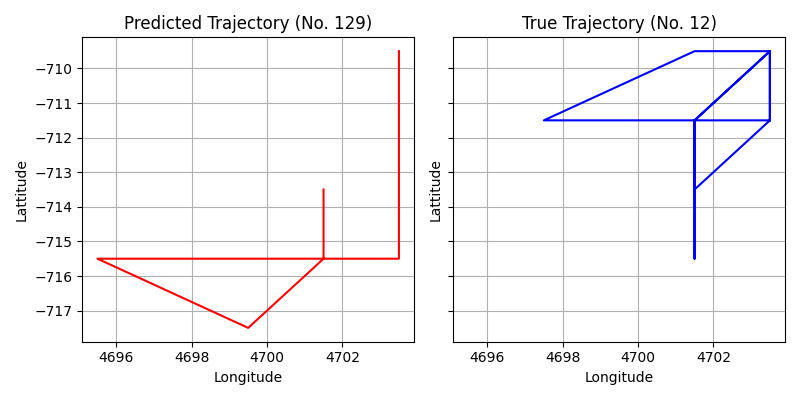 Predicted Trajectory (No. 129)
True Trajectory (No. 12)
Lattitude
−710
−711
−712
−713
−714
−715
−716
−717
4696
4698
4700
4702
Longitude
Lattitude
4696
4698
4700
4702
Longitude